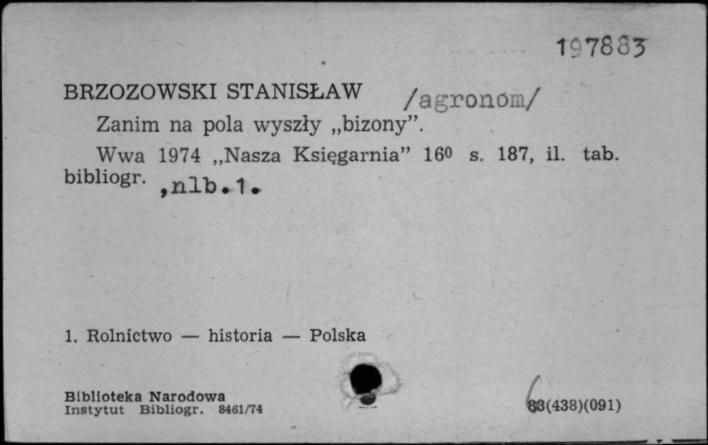 197883
BRZOZOWSKI STANISŁAW /agronom/
Zanim na pola wyszły „bizony”.
Wwa 1974 „Nasza Księgarnia” 16⁰ s. 187, il. tab.
bibliogr. ,nlb.1.
1. Rolnictwo — historia — Polska
Biblioteka Narodowa
Instytut Bibliogr. 8461/74
63(438)(091)